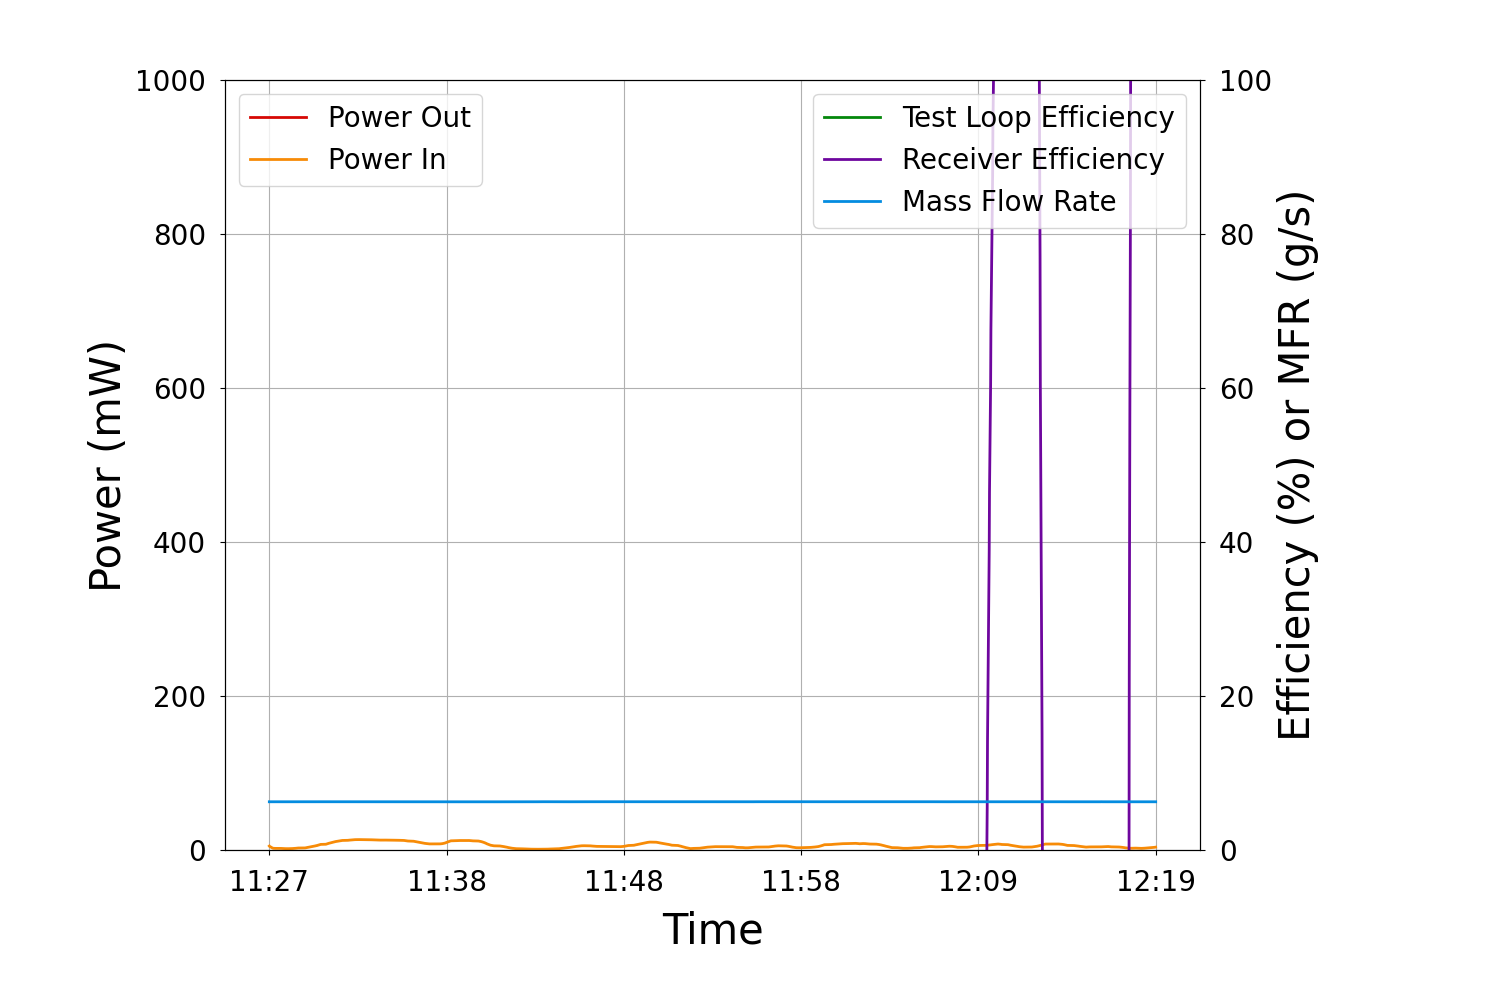 1000
800
600
400
200
0
Power (mW)
Power Out
Power In
Test Loop Efficiency
Receiver Efficiency
Mass Flow Rate
100
80
60
40
20
0
Efficiency (%) or MFR (g/s)
11:27 11:38 11:48 11:58 12:09 12:19
Time